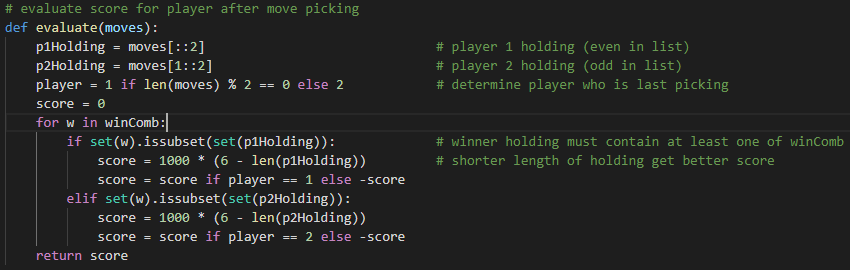 # evaluate score for player after move picking
def evaluate(moves):
    p1Holding = moves[::2]                              # player 1 holding (even in list)
    p2Holding = moves[1::2]                             # player 2 holding (odd in list)
    player = 1 if len(moves) % 2 == 0 else 2            # determine player who is last picking
    score = 0
    for w in winComb:
        if set(w).issubset(set(p1Holding)):             # winner holding must contain at least one of winComb
            score = 1000 * (6 - len(p1Holding))         # shorter length of holding get better score
            score = score if player == 1 else -score
        elif set(w).issubset(set(p2Holding)):
            score = 1000 * (6 - len(p2Holding))
            score = score if player == 2 else -score
    return score